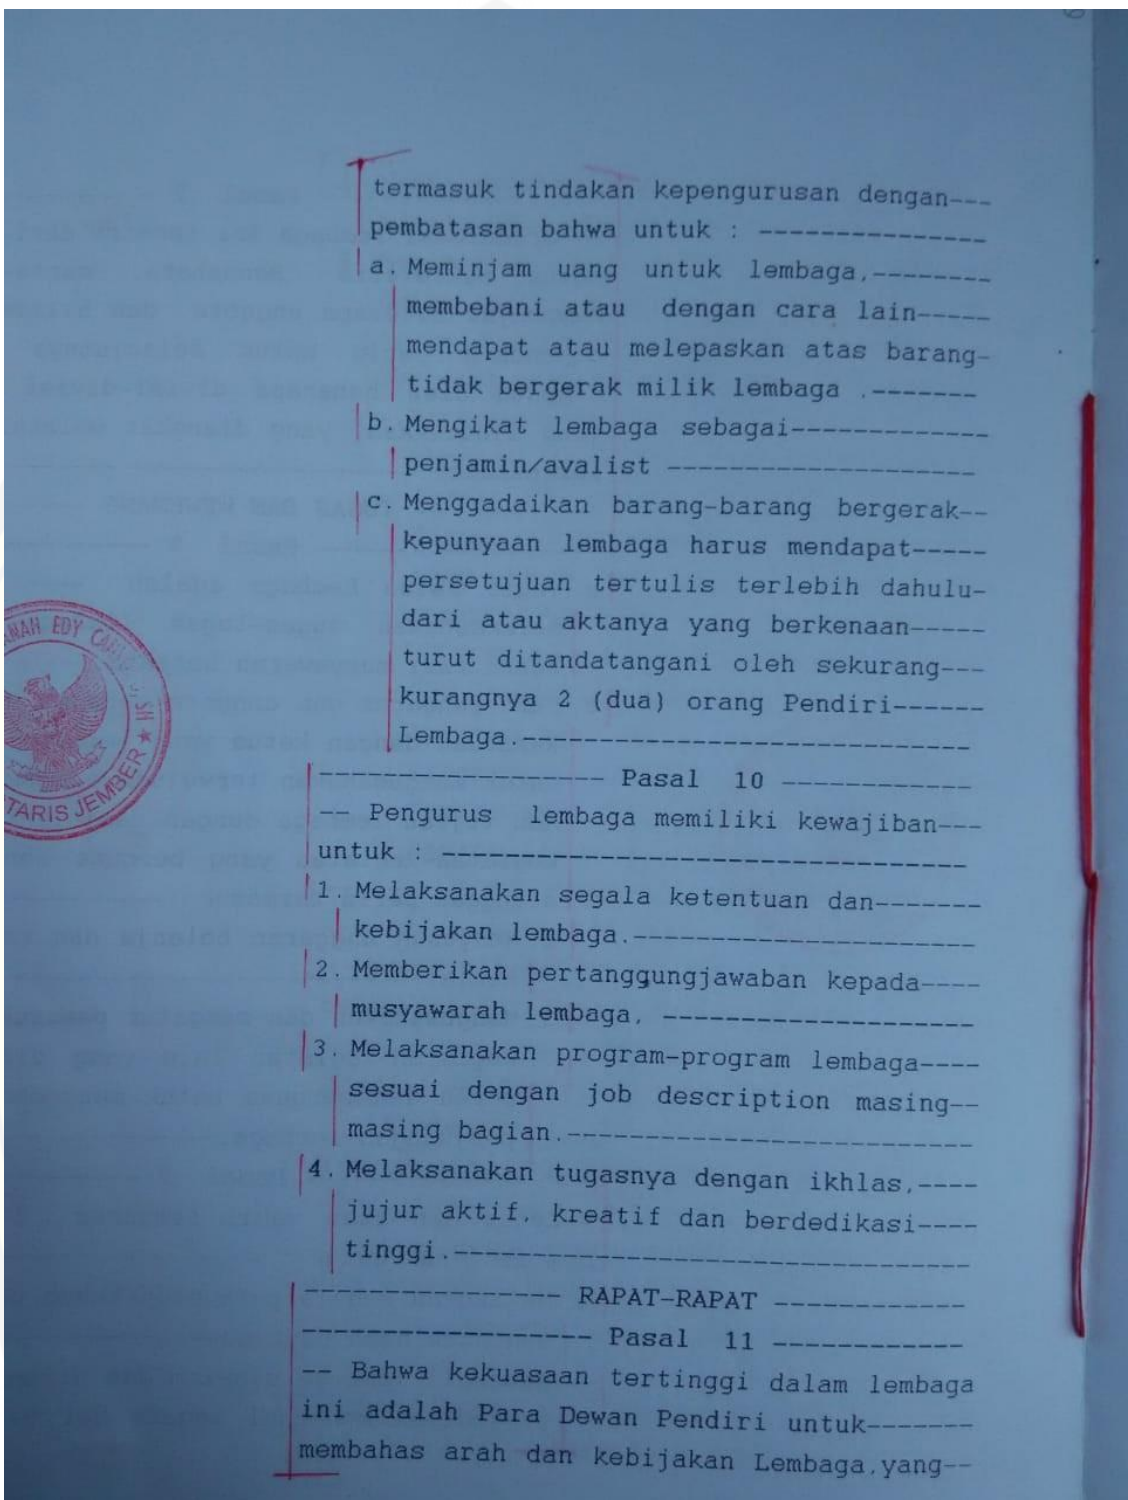 termasuk tindakan kepengurusan dengan---
pembatasan bahwa untuk : ---------------
a. Meminjam uang untuk lembaga,--------
membebani atau dengan cara lain-----
mendapat atau melepaskan atas barang-
tidak bergerak milik lembaga .-------
b. Mengikat lembaga sebagai-------------
penjamin/avalist --------------------
c. Menggadaikan barang-barang bergerak--
kepunyaan lembaga harus mendapat-----
persetujuan tertulis terlebih dahulu-
dari atau aktanya yang berkenaan-----
turut ditandatangani oleh sekurang---
kurangnya 2 (dua) orang Pendiri------
Lembaga.-----------------------------
------------------- Pasal 10 ------------
-- Pengurus lembaga memiliki kewajiban---
untuk : ----------------------------------
1. Melaksanakan segala ketentuan dan-------
kebijakan lembaga.----------------------
2. Memberikan pertanggungjawaban kepada----
musyawarah lembaga, --------------------
3. Melaksanakan program-program lembaga----
sesuai dengan job description masing--
masing bagian.--------------------------
4. Melaksanakan tugasnya dengan ikhlas,----
jujur aktif, kreatif dan berdedikasi----
tinggi.---------------------------------
----------------- RAPAT-RAPAT ------------
------------------- Pasal 11 ------------
-- Bahwa kekuasaan tertinggi dalam lembaga
ini adalah Para Dewan Pendiri untuk-------
membahas arah dan kebijakan Lembaga,yang--
EDY
SH
TARIS JEMBER